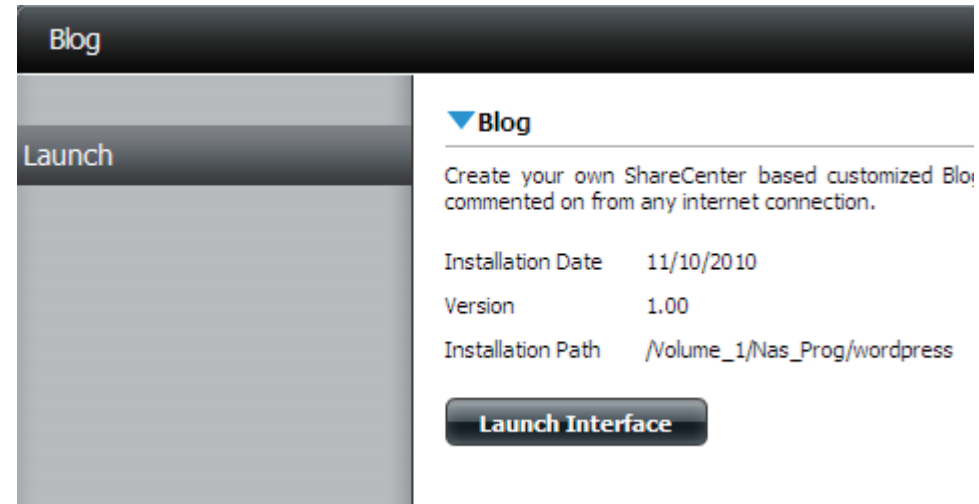 Blog
Launch
Blog
Create your own ShareCenter based customized Blog
commented on from any internet connection.
Installation Date 11/10/2010
Version 1.00
Installation Path /Volume_1/Nas_Prog/wordpress
Launch Interface